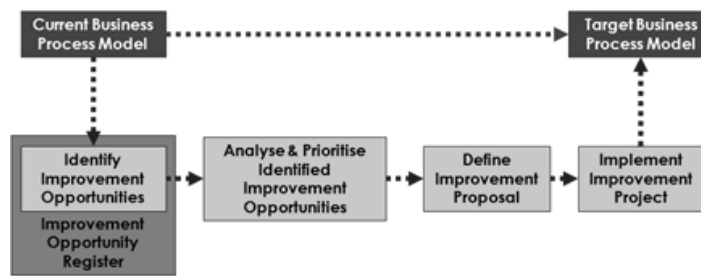 Current Business
Process Model
Target Business
Process Model
Identify
Improvement
Opportunities
Improvement
Opportunity
Register
Analyse & Prioritise
Identified
Improvement
Opportunities
Define
Improvement
Proposal
Implement
Improvement
Project